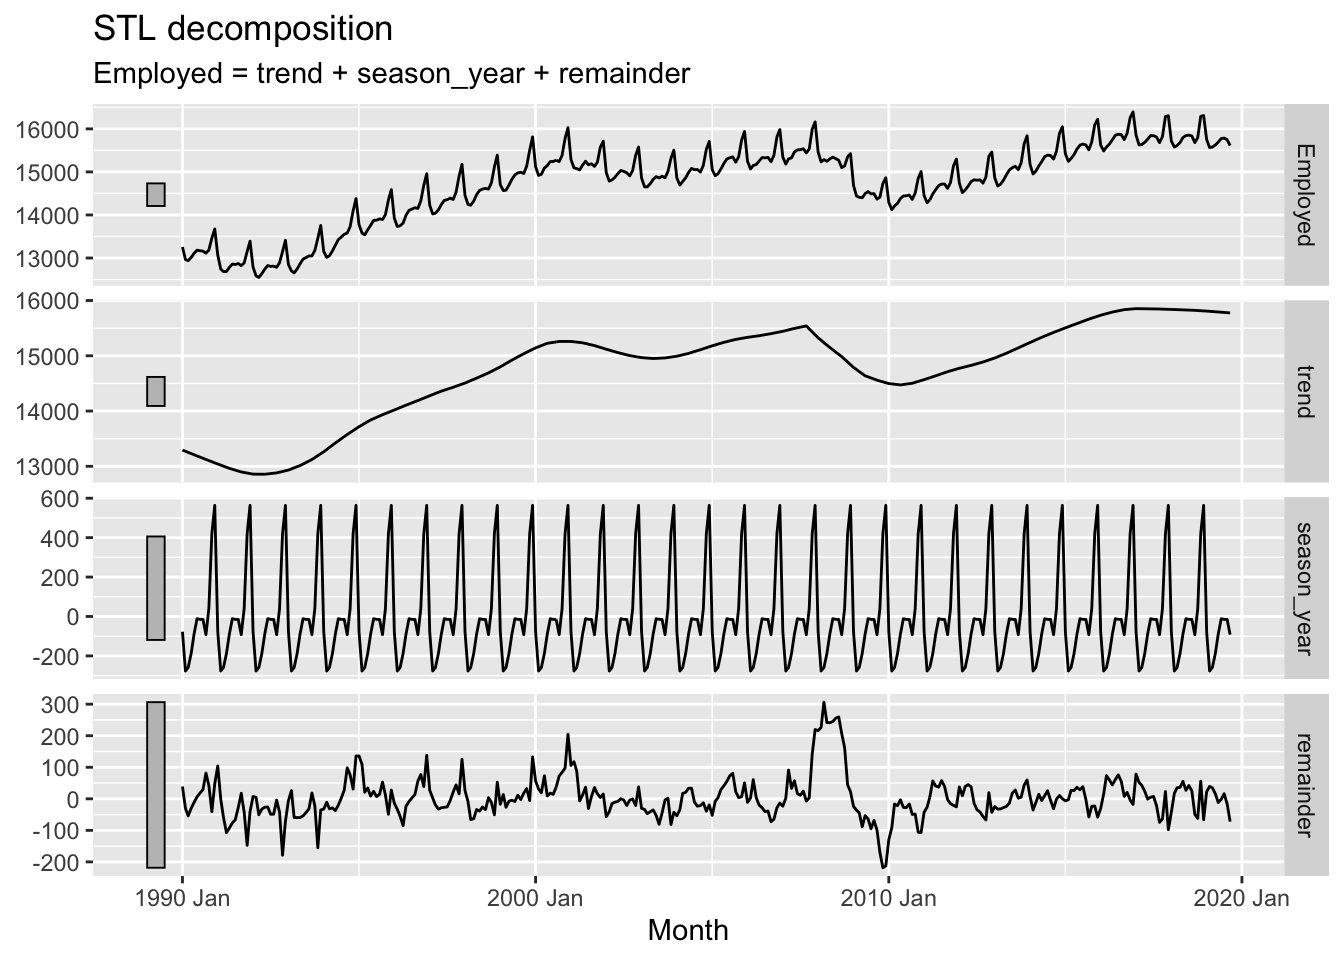 STL decomposition
Employed = trend + season_year + remainder
16000
15000
14000
13000
Employed
16000
15000
14000
13000
trend
600
400
200
0
-200
season_year
300
200
100
0
-100
-200
remainder
1990 Jan
2000 Jan
2010 Jan
2020 Jan
Month